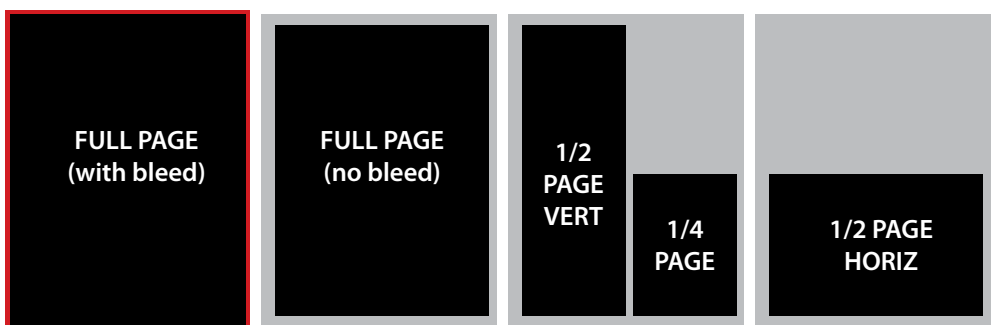 FULL PAGE
(with bleed)
FULL PAGE
(no bleed)
1/2
PAGE
VERT
1/4
PAGE
1/2 PAGE
HORIZ